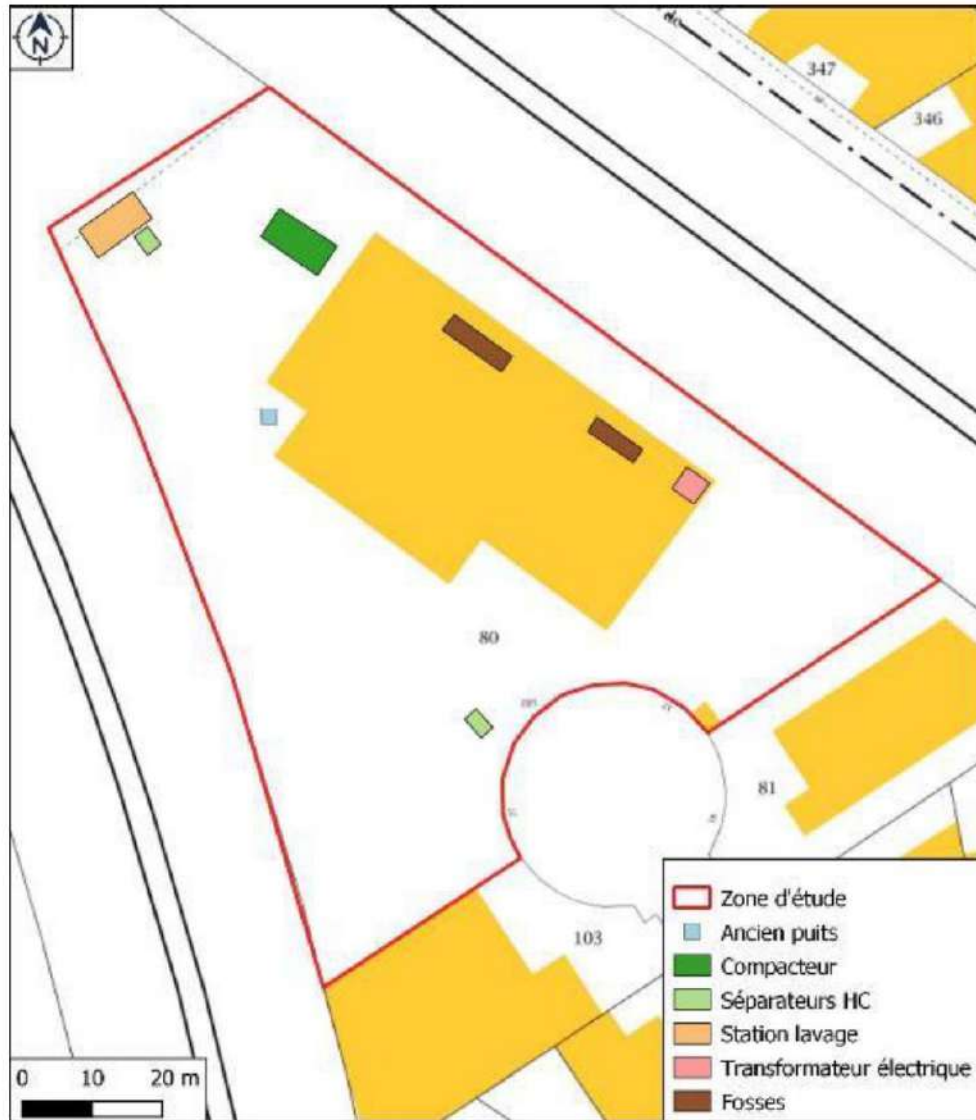 N
do
347
346
80
81
103
Zone d'étude
Ancien puits
Compacteur
Séparateurs HC
Station lavage
Transformateur électrique
Fosses
0 10 20 m